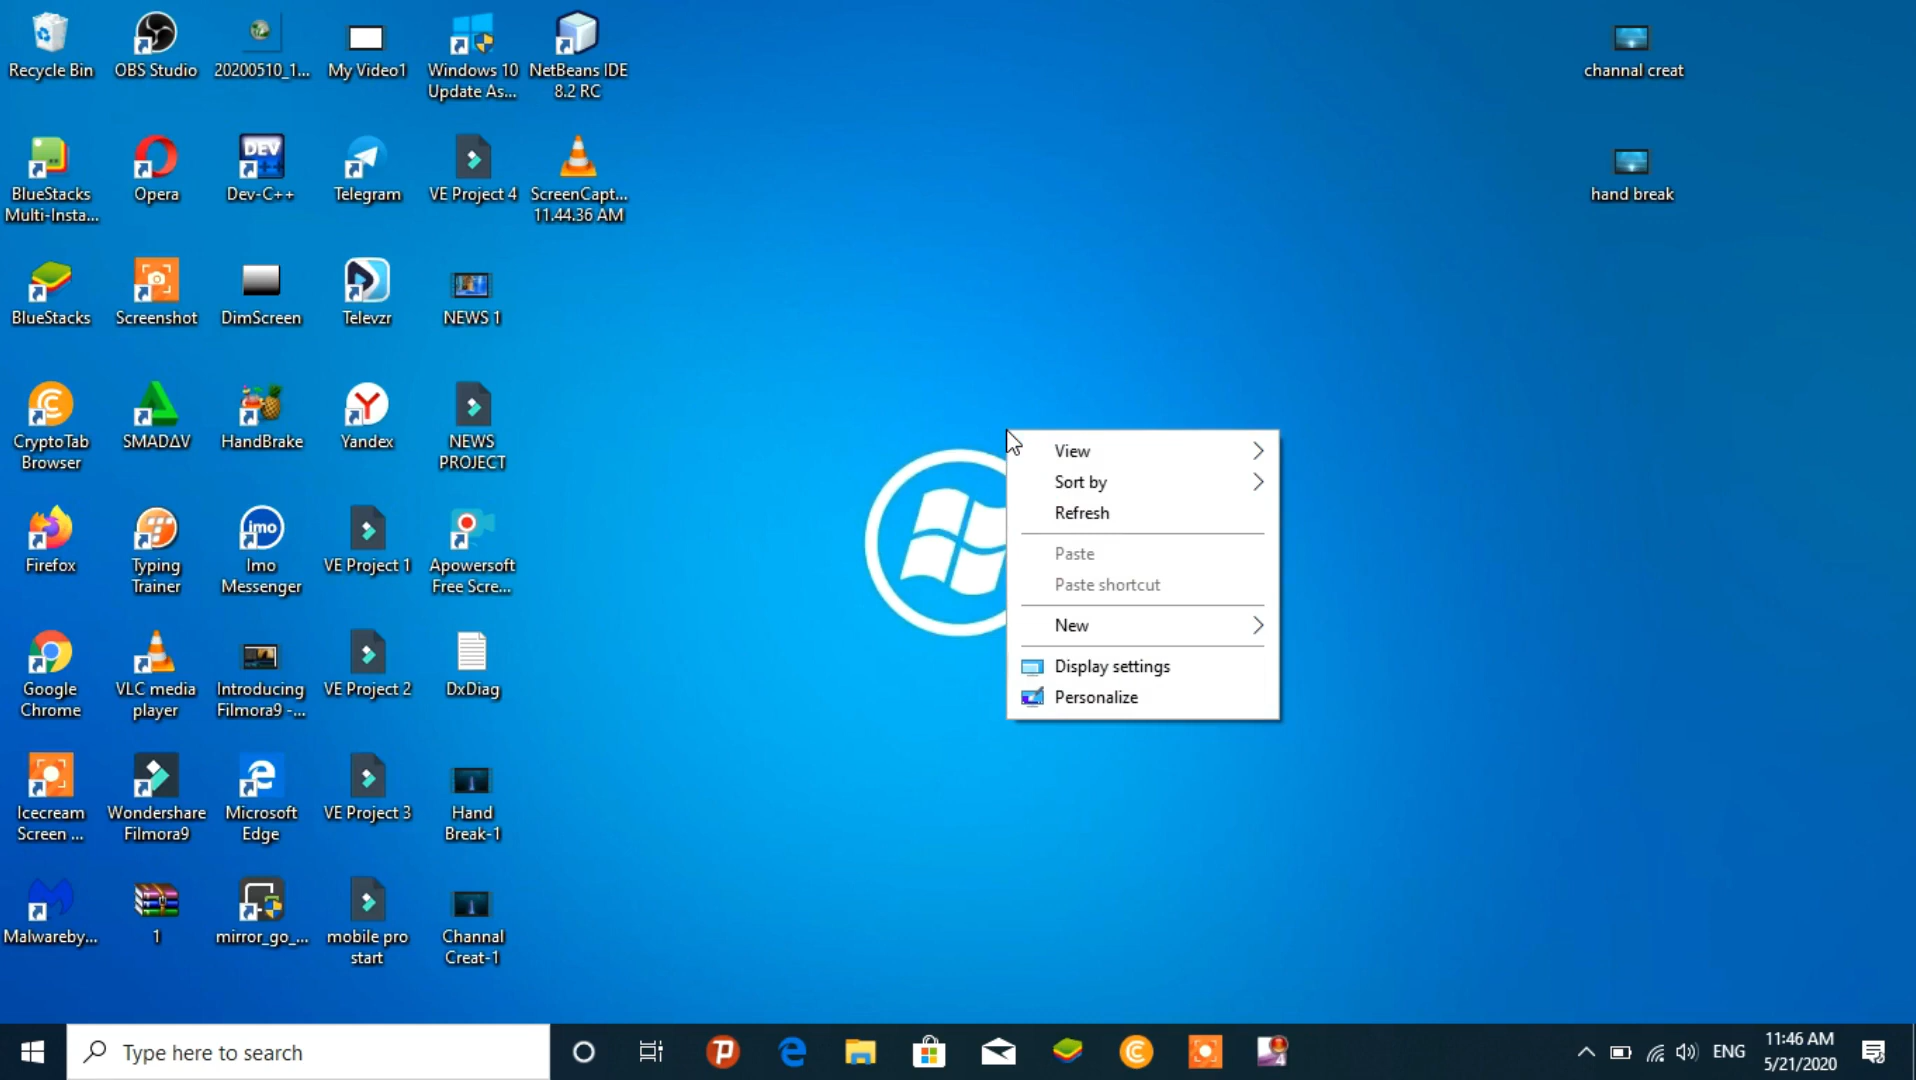 Recycle Bin
OBS Studio
20200510_1...
My Video1
Windows 10
Update As...
NetBeans IDE
8.2 RC
channal creat
BlueStacks
Multi-Insta...
Opera
DEV
Dev-C++
Telegram
VE Project 4
ScreenCapt...
11.44.36 AM
hand break
BlueStacks
Screenshot
DimScreen
Televzr
NEWS 1
CryptoTab
Browser
SMADΔV
HandBrake
Yandex
NEWS
PROJECT
View
Sort by
Refresh
Paste
Paste shortcut
New
Display settings
Personalize
Firefox
Typing
Trainer
imo
Imo
Messenger
VE Project 1
Apowersoft
Free Scre...
Google
Chrome
VLC media
player
Introducing
Filmora9 -...
VE Project 2
DxDiag
Icecream
Screen ...
Wondershare
Filmora9
Microsoft
Edge
VE Project 3
Hand
Break-1
Malwareby...
1
mirror_go_...
mobile pro
start
Channal
Creat-1
Type here to search
4
ENG
11:46 AM
5/21/2020